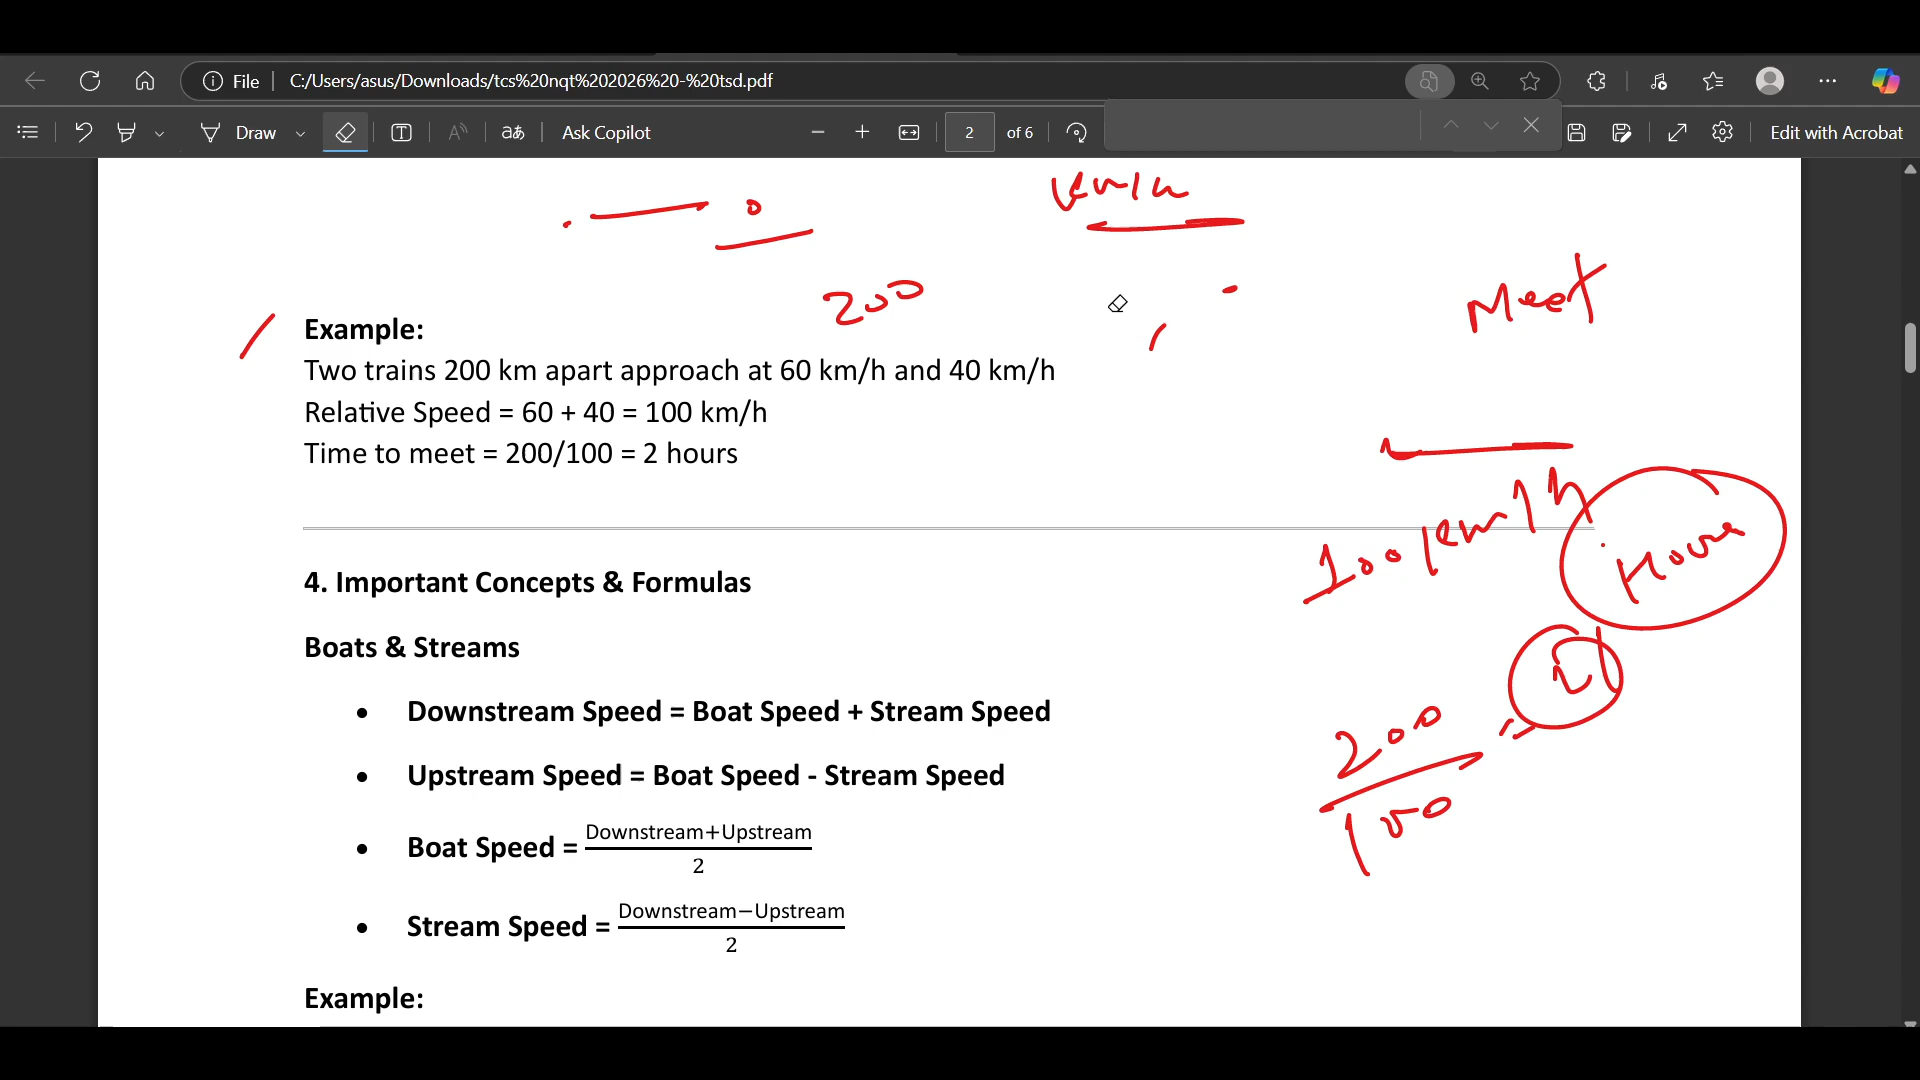 File C:/Users/asus/Downloads/tcs%20nqt%202026%20-%20tsd.pdf
Draw aあ Ask Copilot 2 of 6 Edit with Acrobat
km/h
200
Meet
Example:
Two trains 200 km apart approach at 60 km/h and 40 km/h
Relative Speed = 60 + 40 = 100 km/h
Time to meet = 200/100 = 2 hours
100 km/h
4. Important Concepts & Formulas
Boats & Streams
• Downstream Speed = Boat Speed + Stream Speed
• Upstream Speed = Boat Speed - Stream Speed
200
100
=
• Boat Speed = Downstream+Upstream
2
• Stream Speed = Downstream−Upstream
2
Example: